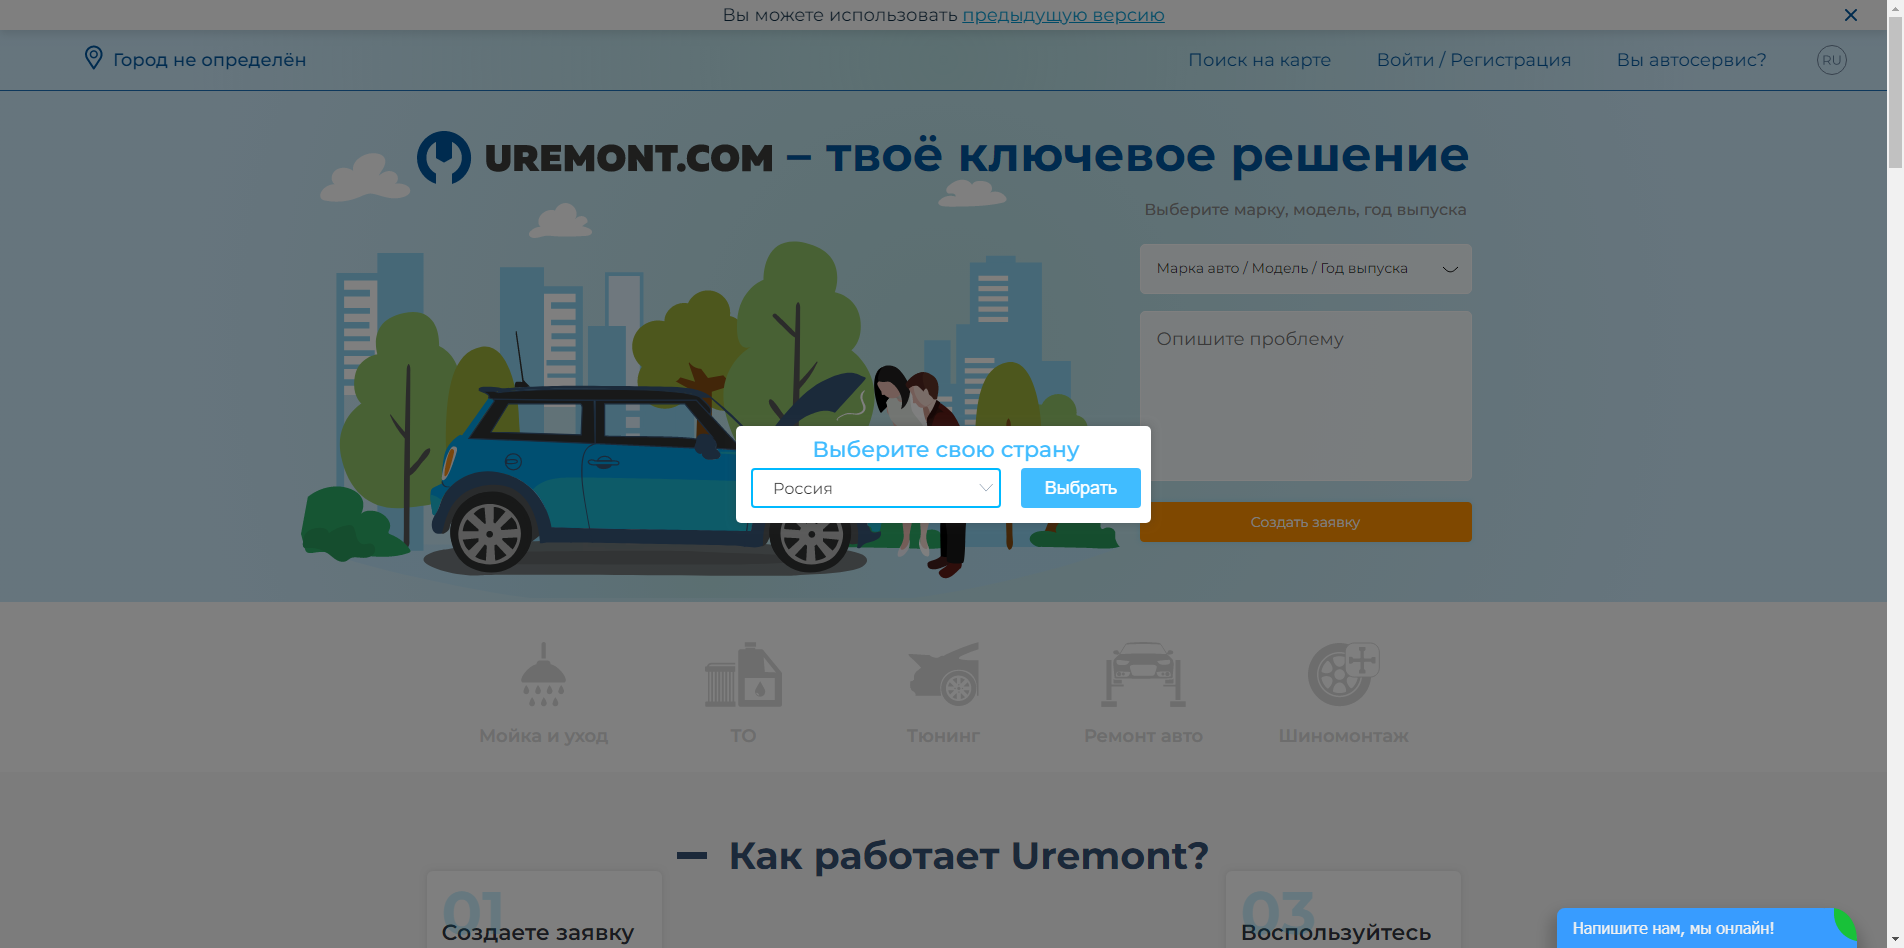 Вы можете использовать предыдущую версию
Город не определён
Поиск на карте
Войти / Регистрация
Вы автосервис?
RU
UREMONT.COM – твоё ключевое решение
Выберите марку, модель, год выпуска
Марка авто / Модель / Год выпуска
Опишите проблему
Выберите свою страну
Россия
Выбрать
Создать заявку
Мойка и уход
ТО
Тюнинг
Ремонт авто
Шиномонтаж
Как работает Uremont?
01
Создаете заявку
03
Воспользуйтесь
Напишите нам, мы онлайн!